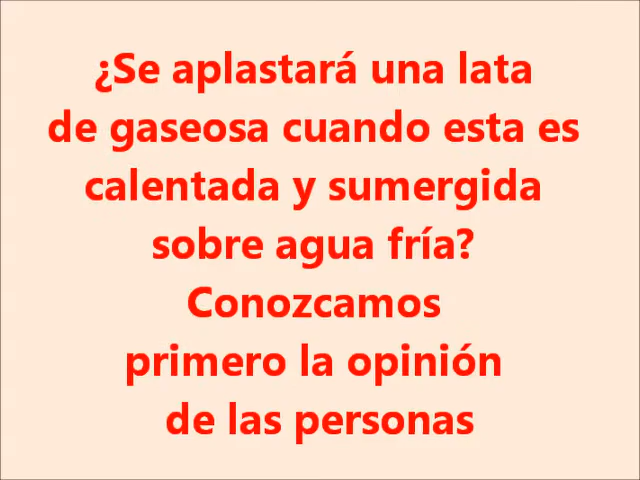 ¿Se aplastará una lata
de gaseosa cuando esta es
calentada y sumergida
sobre agua fría?
Conozcamos
primero la opinión
de las personas